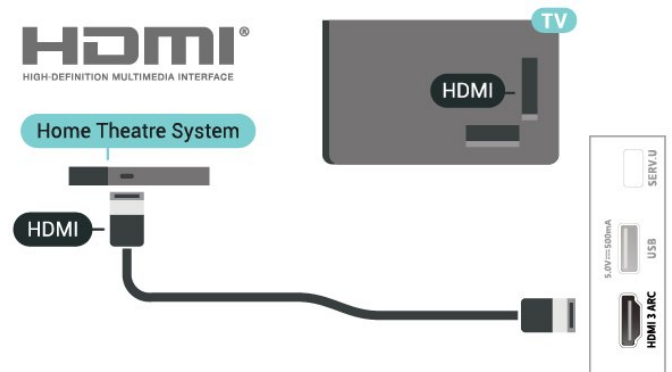 HDMI®
HIGH-DEFINITION MULTIMEDIA INTERFACE
TV
HDMI
Home Theatre System
HDMI
SERV.U
5.0V⎓500mA
USB
HDMI 3 ARC